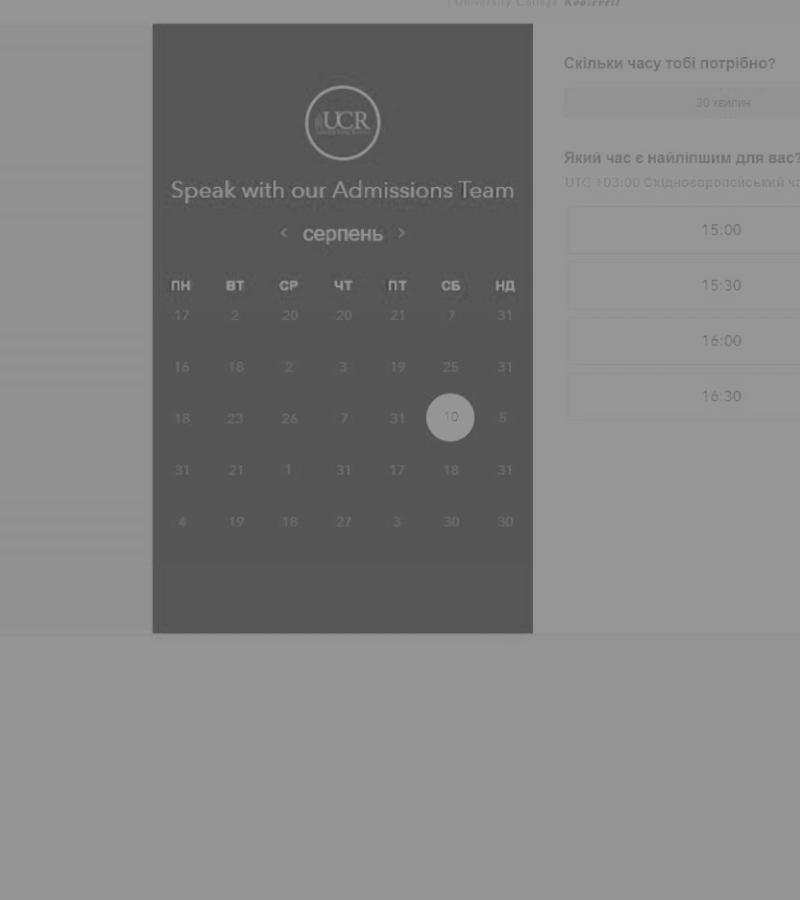 University College Roosevelt
UCR
Speak with our Admissions Team
‹ серпень ›
ПН ВТ СР ЧТ ПТ СБ НД
17 2 20 20 21 7 31
16 18 2 3 19 25 31
18 23 26 7 31 10 5
31 21 1 31 17 18 31
4 19 18 27 3 30 30
Скільки часу тобі потрібно?
30 хвилин
Який час є найліпшим для вас?
UTC +03:00 Східноєвропейський ча
15:00
15:30
16:00
16:30